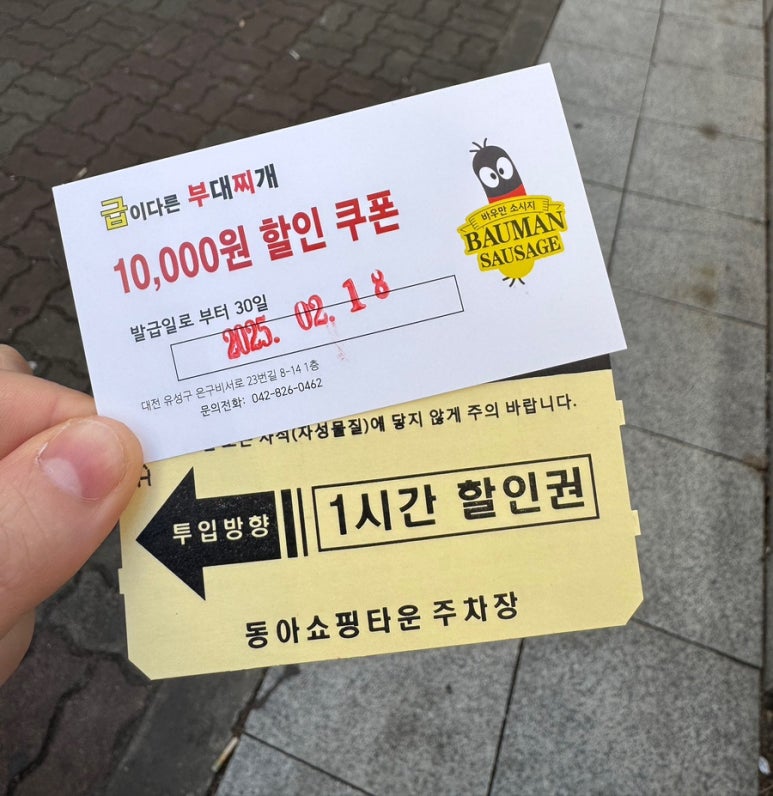 급이다른 부대찌개
10,000원 할인 쿠폰
바우만 소시지
BAUMAN
SAUSAGE
발급일로 부터 30일
2025. 02. 18
대전 유성구 은구비서로 23번길 8-14 1층
문의전화: 042-826-0462
자석(자성물질)에 닿지 않게 주의 바랍니다.
투입방향
1시간 할인권
동아쇼핑타운주차장